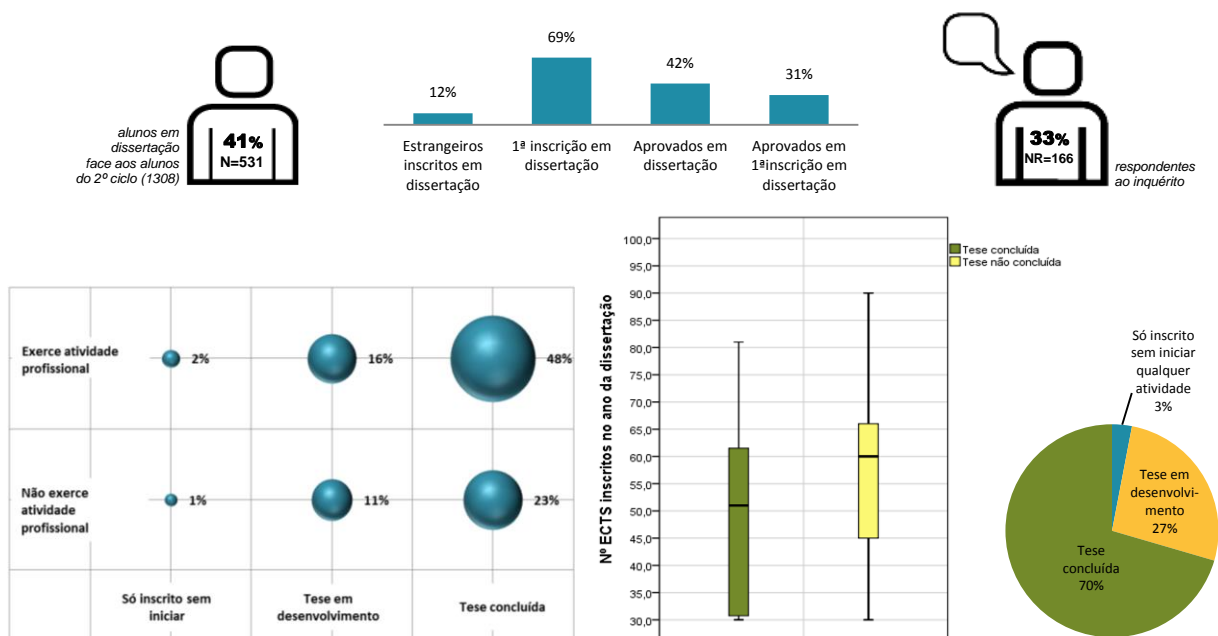 alunos em
dissertação
face aos alunos
do 2º ciclo (1308)
41%
N=531
69%
42%
31%
12%
Estrangeiros
inscritos em
dissertação
1ª inscrição em
dissertação
Aprovados em
dissertação
Aprovados em
1ªinscrição em
dissertação
33%
NR=166
respondentes
ao inquérito
Exerce atividade
profissional
2%
16%
48%
Não exerce
atividade
profissional
1%
11%
23%
Só inscrito sem
iniciar
Tese em
desenvolvimento
Tese concluída
Nº ECTS inscritos no ano da dissertação
100,0
95,0
90,0
85,0
80,0
75,0
70,0
65,0
60,0
55,0
50,0
45,0
40,0
35,0
30,0
Tese concluída
Tese não concluída
Só inscrito
sem iniciar
qualquer
atividade
3%
Tese em
desenvolvi-
mento
27%
Tese
concluída
70%